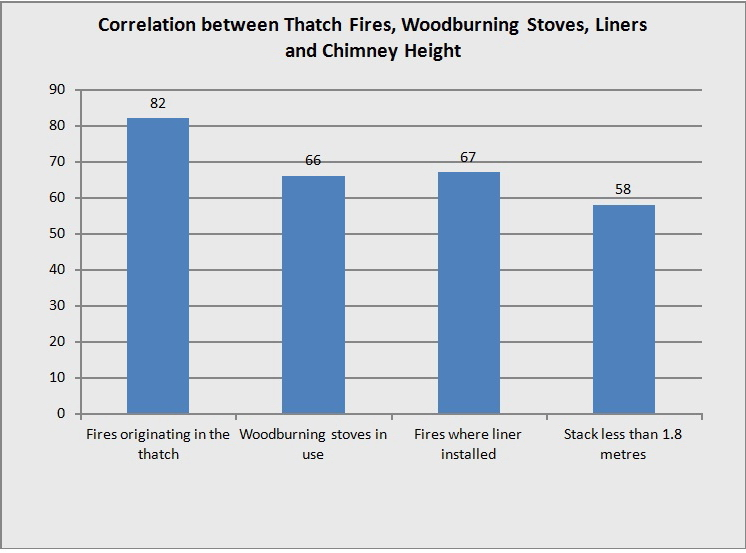 Correlation between Thatch Fires, Woodburning Stoves, Liners
and Chimney Height
90
80
70
60
50
40
30
20
10
0
82
66
67
58
Fires originating in the
thatch
Woodburning stoves in
use
Fires where liner
installed
Stack less than 1.8
metres